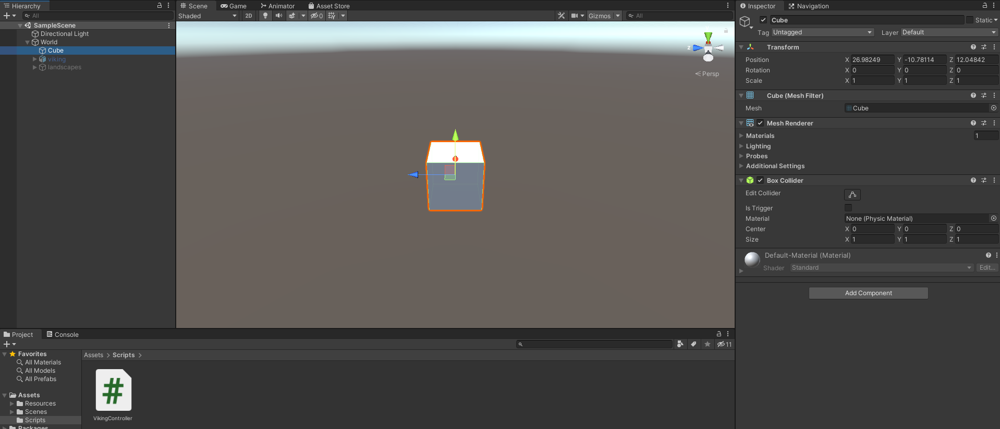 Hierarchy
All
SampleScene
Directional Light
World
Cube
viking
landscapes
Scene Game Animator Asset Store
Shaded 2D 0 Gizmos All
z
Persp
Inspector Navigation
Cube Static
Tag Untagged Layer Default
Transform
Position X 26.98249 Y -10.78114 Z 12.04842
Rotation X 0 Y 0 Z 0
Scale X 1 Y 1 Z 1
Cube (Mesh Filter)
Mesh Cube
Mesh Renderer
Materials 1
Lighting
Probes
Additional Settings
Box Collider
Edit Collider
Is Trigger
Material None (Physic Material)
Center X 0 Y 0 Z 0
Size X 1 Y 1 Z 1
Default-Material (Material)
Shader Standard Edit...
Add Component
Project Console
11
Favorites
All Materials
All Models
All Prefabs
Assets
Resources
Scenes
Scripts
Packages
Assets > Scripts >
#
VikingController